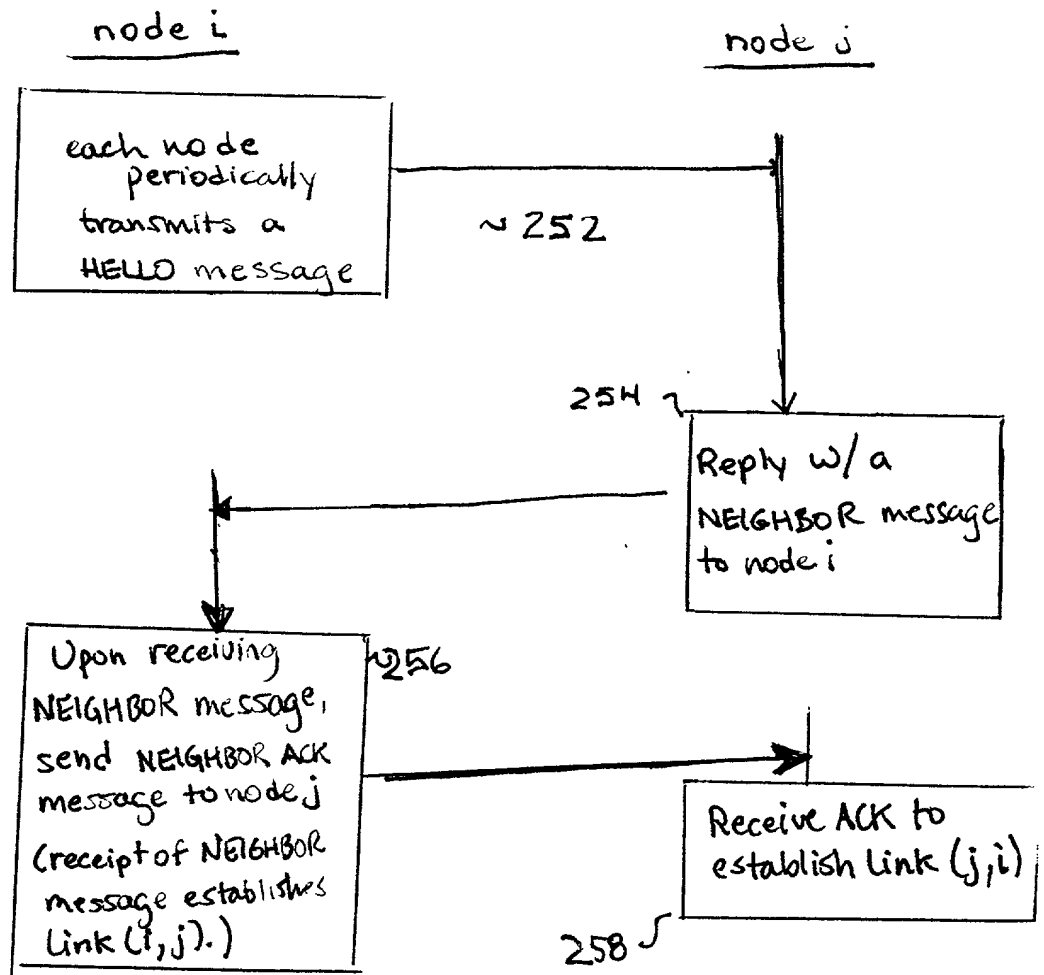 node i
node j
each node
periodically
transmits a
HELLO message
~ 252
254
Reply w/ a
NEIGHBOR message
to node i
Upon receiving
NEIGHBOR message,
send NEIGHBOR ACK
message to node j
(receipt of NEIGHBOR
message establishes
Link (i,j).)
~256
Receive ACK to
establish Link (j,i)
258